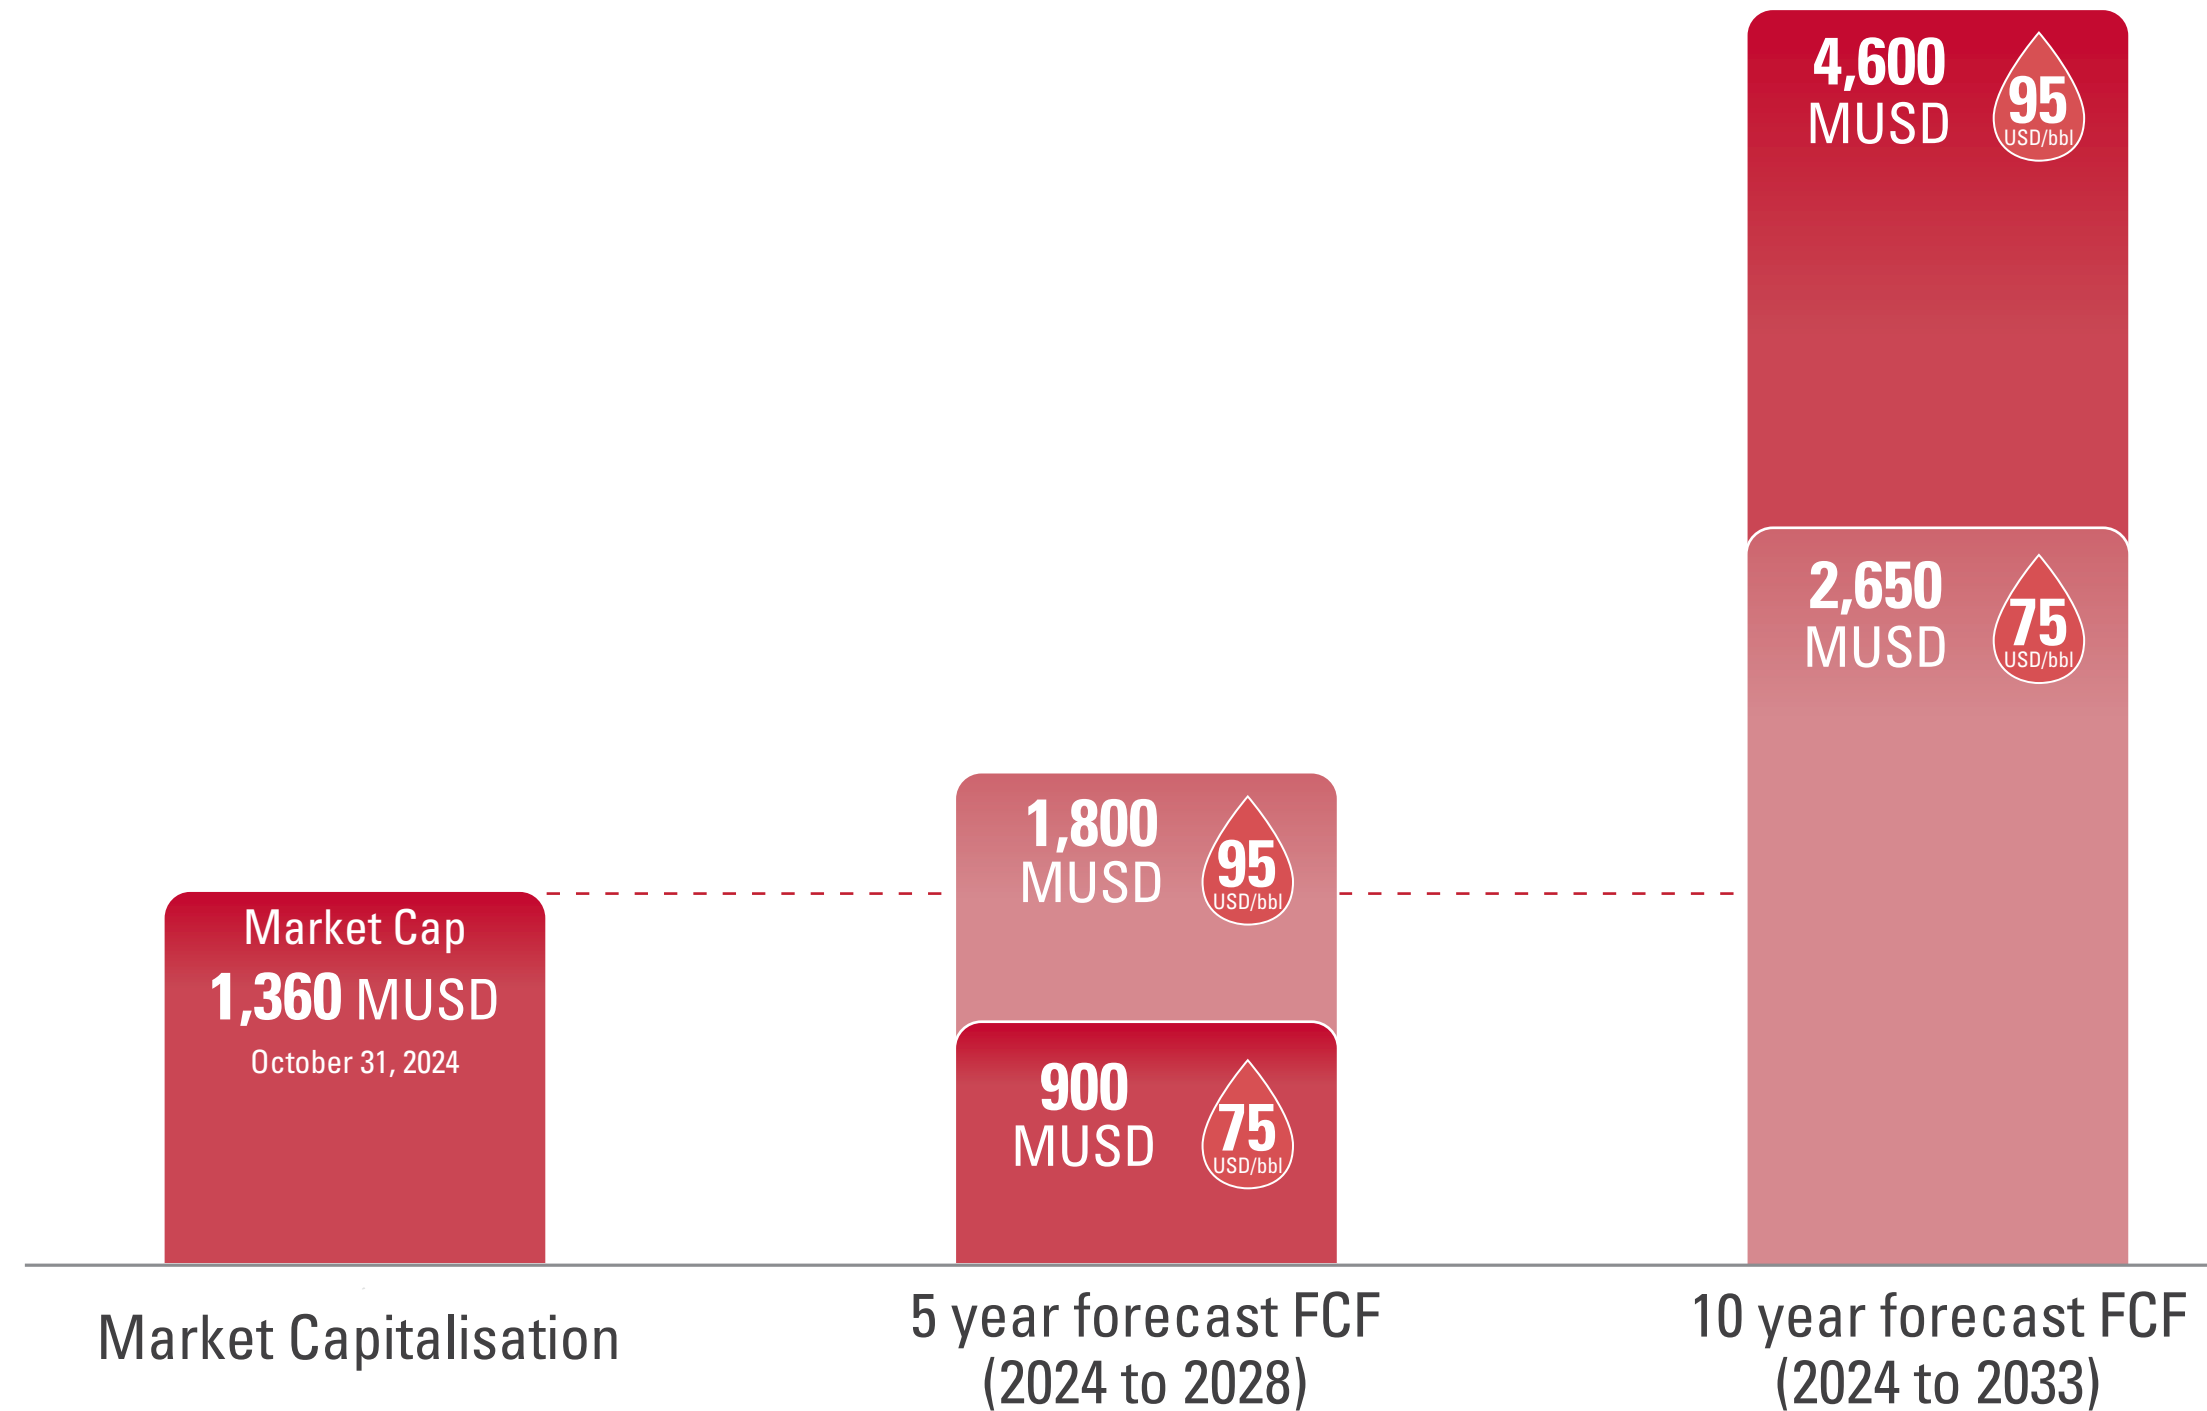 4,600
MUSD
95
USD/bbl
2,650
MUSD
75
USD/bbl
1,800
MUSD
95
USD/bbl
Market Cap
1,360 MUSD
October 31, 2024
900
MUSD
75
USD/bbl
Market Capitalisation
5 year forecast FCF
(2024 to 2028)
10 year forecast FCF
(2024 to 2033)